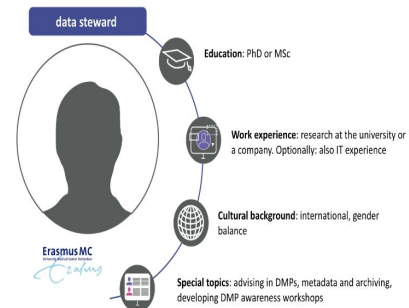 data steward
Education: PhD or MSc
Work experience: research at the university or
a company. Optionally: also IT experience
Cultural background: international, gender
balance
Erasmus MC
Erasmus
Special topics: advising in DMPs, metadata and archiving,
developing DMP awareness workshops